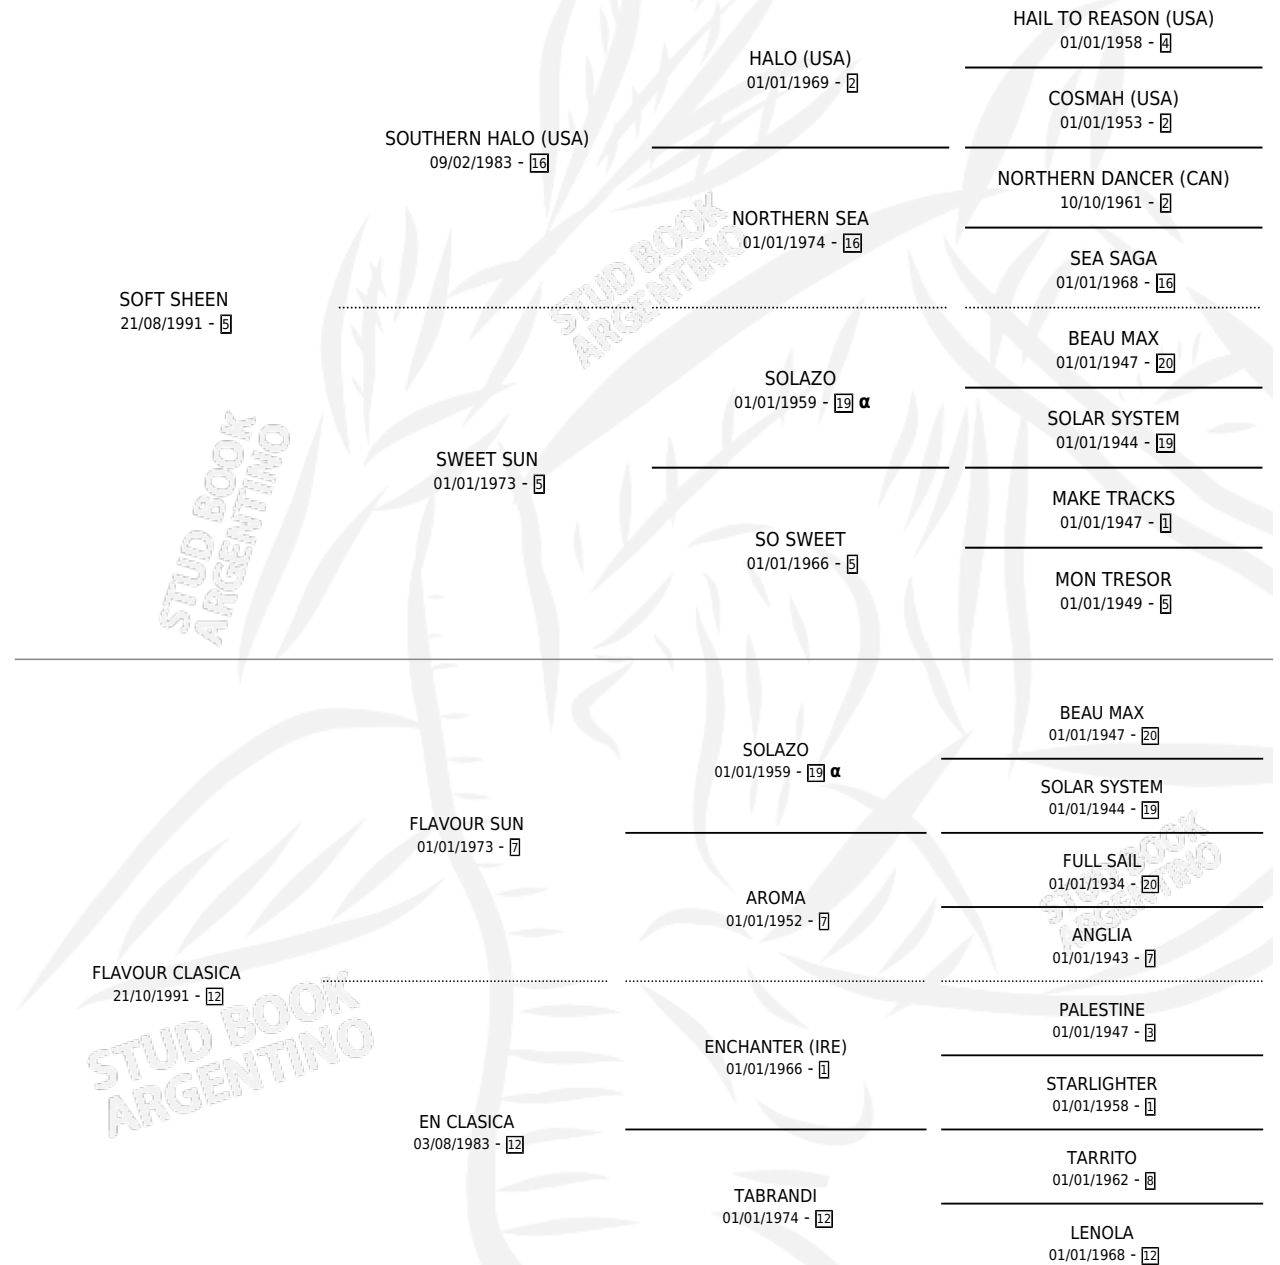 HAIL TO REASON (USA)
01/01/1958 - 4
HALO (USA)
01/01/1969 - 2
COSMAH (USA)
01/01/1953 - 2
SOUTHERN HALO (USA)
09/02/1983 - 16
NORTHERN DANCER (CAN)
10/10/1961 - 2
NORTHERN SEA
01/01/1974 - 16
SEA SAGA
01/01/1968 - 16
STUD BOOK
ARGENTINO
SOFT SHEEN
21/08/1991 - 5
BEAU MAX
01/01/1947 - 20
SOLAZO
01/01/1959 - 19 α
SOLAR SYSTEM
01/01/1944 - 19
SWEET SUN
01/01/1973 - 5
MAKE TRACKS
01/01/1947 - 1
SO SWEET
01/01/1966 - 5
MON TRESOR
01/01/1949 - 5
STUD BOOK
ARGENTINO
BEAU MAX
01/01/1947 - 20
SOLAZO
01/01/1959 - 19 α
SOLAR SYSTEM
01/01/1944 - 19
FLAVOUR SUN
01/01/1973 - 7
FULL SAIL
01/01/1934 - 20
AROMA
01/01/1952 - 7
ANGLIA
01/01/1943 - 7
STUD BOOK
ARGENTINO
FLAVOUR CLASICA
21/10/1991 - 12
PALESTINE
01/01/1947 - 3
ENCHANTER (IRE)
01/01/1966 - 1
STARLIGHTER
01/01/1958 - 1
EN CLASICA
03/08/1983 - 12
TARRITO
01/01/1962 - 8
TABRANDI
01/01/1974 - 12
LENOLA
01/01/1968 - 12
STUD BOOK
ARGENTINO